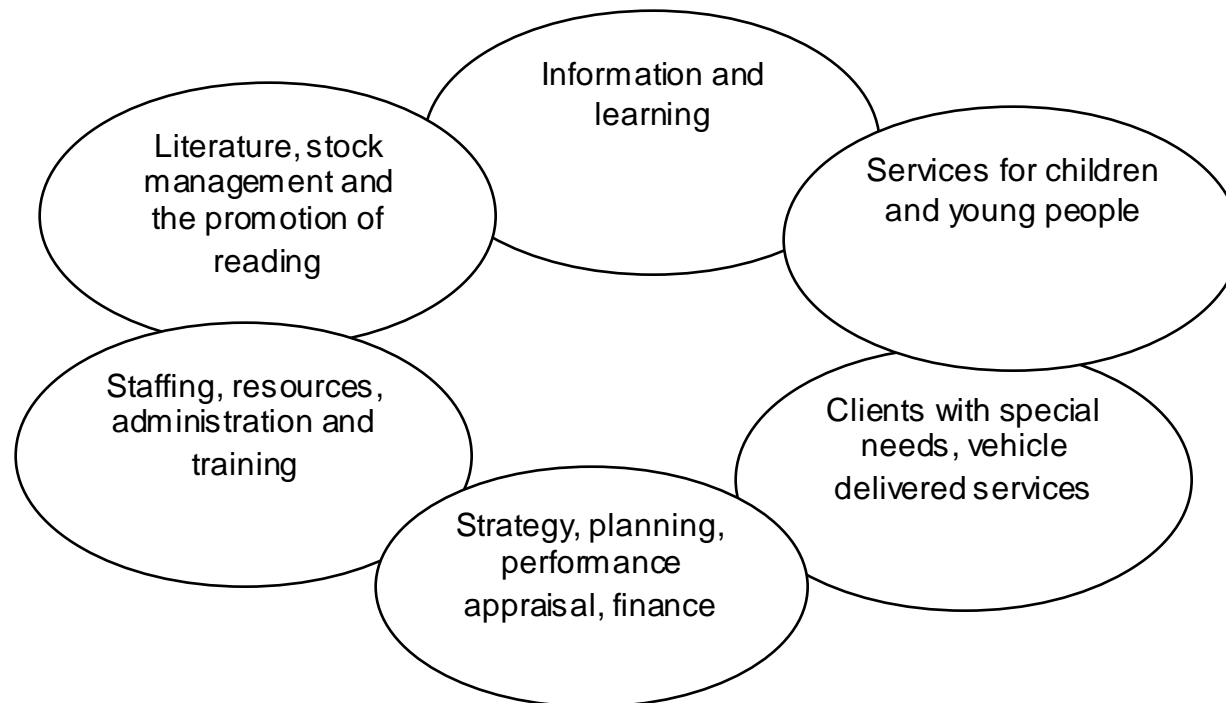 Information and
learning
Literature, stock
management and
the promotion of
reading
Services for children
and young people
Staffing, resources,
administration and
training
Clients with special
needs, vehicle
delivered services
Strategy, planning,
performance
appraisal, finance